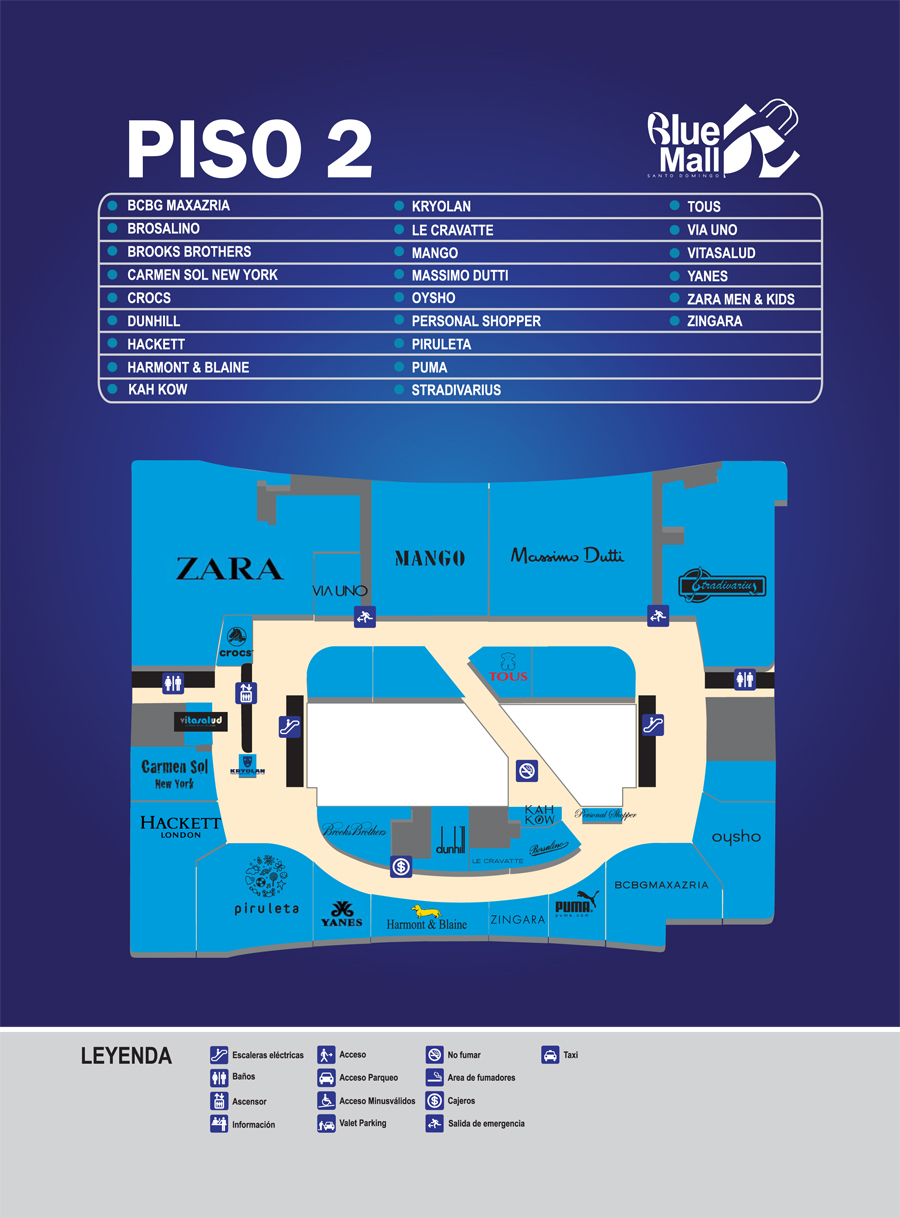 PISO 2
Blue
Mall
SANTO DOMINGO
BCBG MAXAZRIA
BROSALINO
BROOKS BROTHERS
CARMEN SOL NEW YORK
CROCS
DUNHILL
HACKETT
HARMONT & BLAINE
KAH KOW
KRYOLAN
LE CRAVATTE
MANGO
MASSIMO DUTTI
OYSHO
PERSONAL SHOPPER
PIRULETA
PUMA
STRADIVARIUS
TOUS
VIA UNO
VITASALUD
YANES
ZARA MEN & KIDS
ZINGARA
ZARA
VIA UNO
MANGO
Massimo Dutti
Stradivarius
crocs
TOUS
vitasalud
Carmen Sol
New York
KRYOLAN
HACKETT
LONDON
Brooks Brothers
dunhill
LE CRAVATTE
KAH
KOW
Borsalino
Personal Shopper
oysho
piruleta
YANES
Harmont & Blaine
ZINGARA
PUMA
puma.com
BCBGMAXAZRIA
LEYENDA
Escaleras eléctricas
Baños
Ascensor
Información
Acceso
Acceso Parqueo
Acceso Minusválidos
Valet Parking
No fumar
Area de fumadores
Cajeros
Salida de emergencia
Taxi